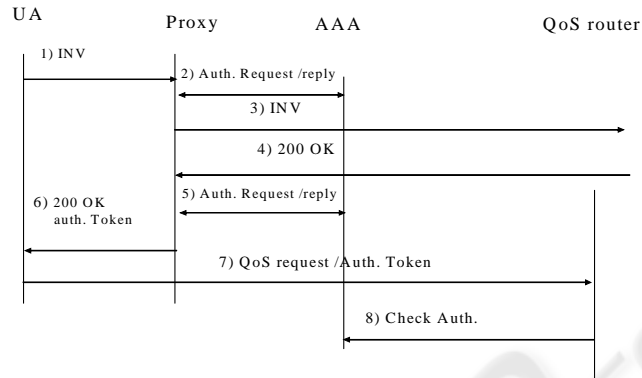 UA
Proxy
AAA
QoS router
1) INV
2) Auth. Request /reply
3) INV
4) 200 OK
5) Auth. Request /reply
6) 200 OK
auth. Token
7) QoS request /Auth. Token
8) Check Auth.